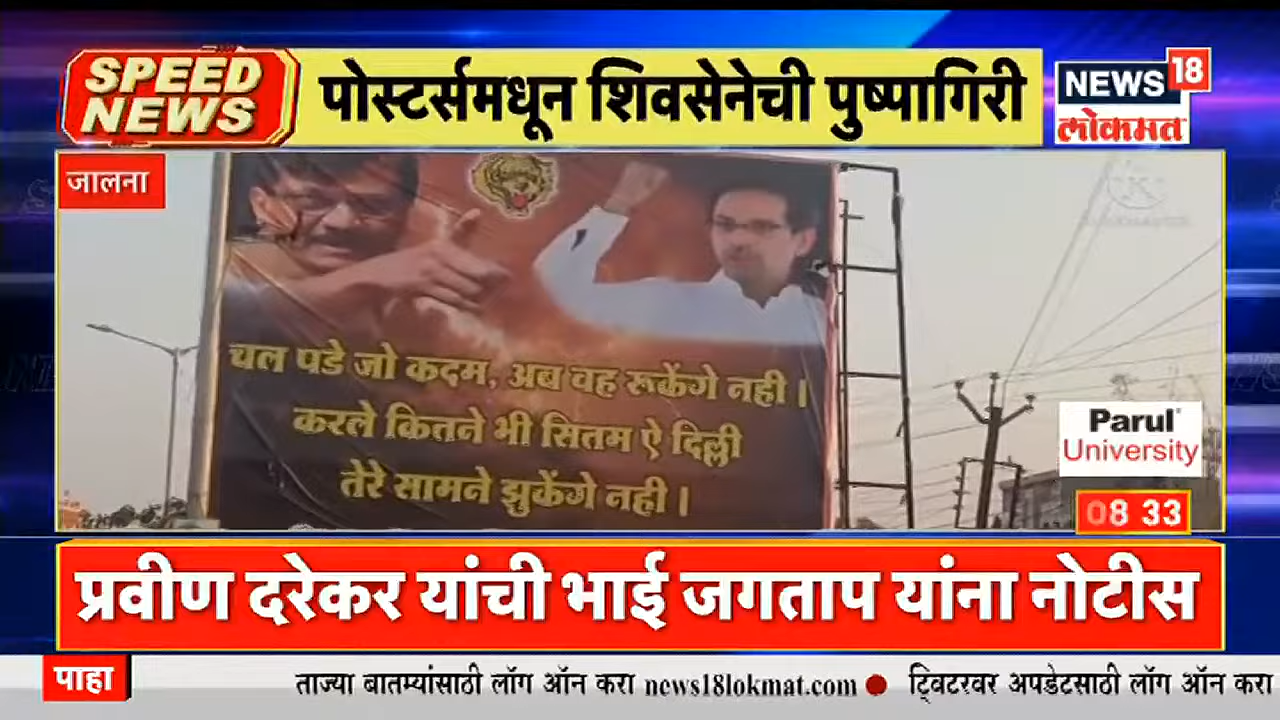 SPEED
NEWS
पोस्टर्समधून शिवसेनेची पुष्पागिरी
NEWS 18
लोकमत
जालना
चल पडे जो कदम, अब वह रूकेंगे नही।
करले कितने भी सितम ऐ दिल्ली
तेरे सामने झुकेंगे नही।
Parul
University
08 33
प्रवीण दरेकर यांची भाई जगताप यांना नोटीस
पाहा
ताज्या बातम्यांसाठी लॉग ऑन करा news18lokmat.com ● ट्विटरवर अपडेटसाठी लॉग ऑन करा